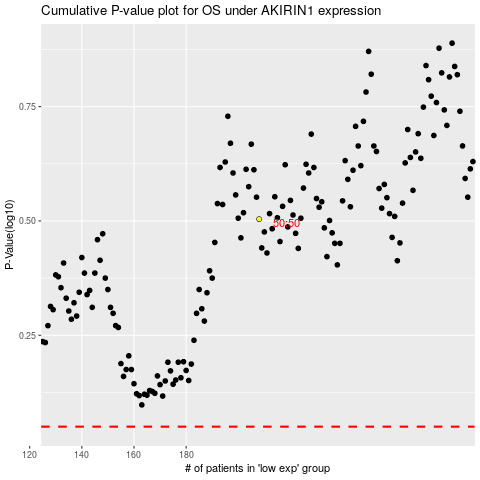 Cumulative P-value plot for OS under AKIRIN1 expression
P-Value(log10)
0.75
0.50
0.25
50:50
120 140 160 180
# of patients in 'low exp' group